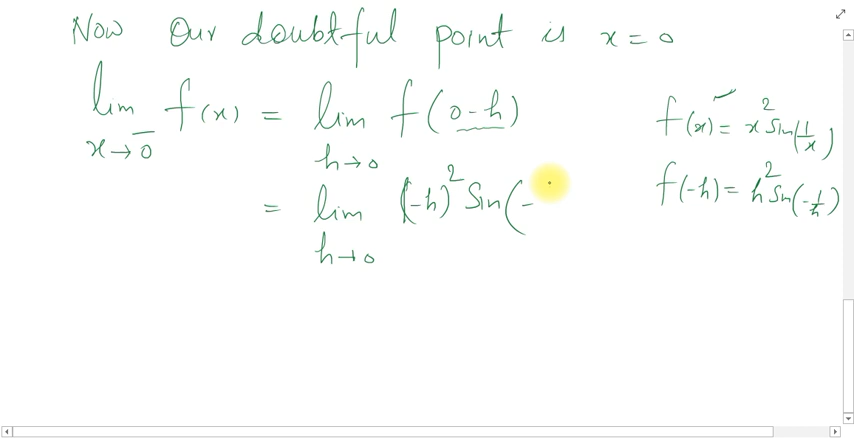 Now Our doubtful point is x = 0
lim x→0⁻ f(x) = lim h→0 f(0-h)
f(x) = x² Sin(1/x)
= lim h→0 (-h)² Sin(-
f(-h) = h² Sin(-1/h)